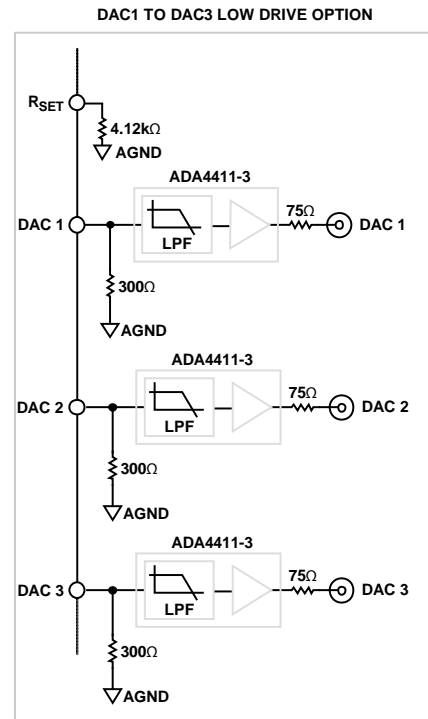 DAC1 TO DAC3 LOW DRIVE OPTION
RSET
4.12kΩ
AGND
ADA4411-3
DAC 1
LPF
75Ω
DAC 1
300Ω
AGND
ADA4411-3
DAC 2
LPF
75Ω
DAC 2
300Ω
AGND
ADA4411-3
DAC 3
LPF
75Ω
DAC 3
300Ω
AGND